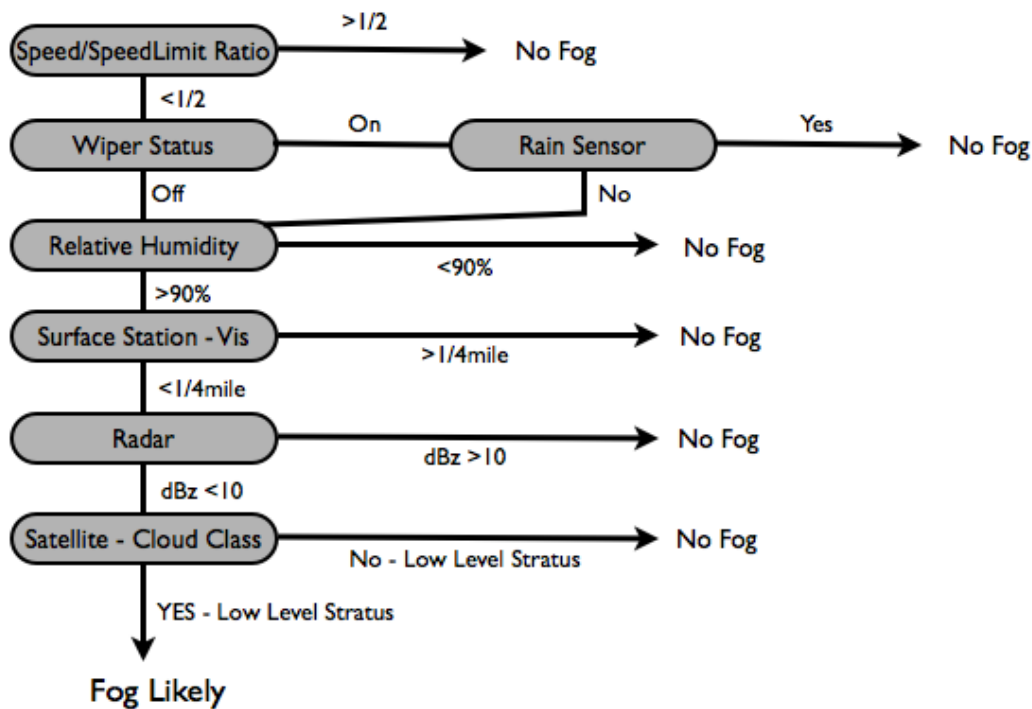 >1/2
Speed/SpeedLimit Ratio
No Fog
<1/2
On
Yes
Wiper Status
Rain Sensor
No Fog
Off
No
Relative Humidity
No Fog
<90%
>90%
Surface Station - Vis
No Fog
>1/4mile
<1/4mile
Radar
No Fog
dBz >10
dBz <10
Satellite - Cloud Class
No Fog
No - Low Level Stratus
YES - Low Level Stratus
Fog Likely